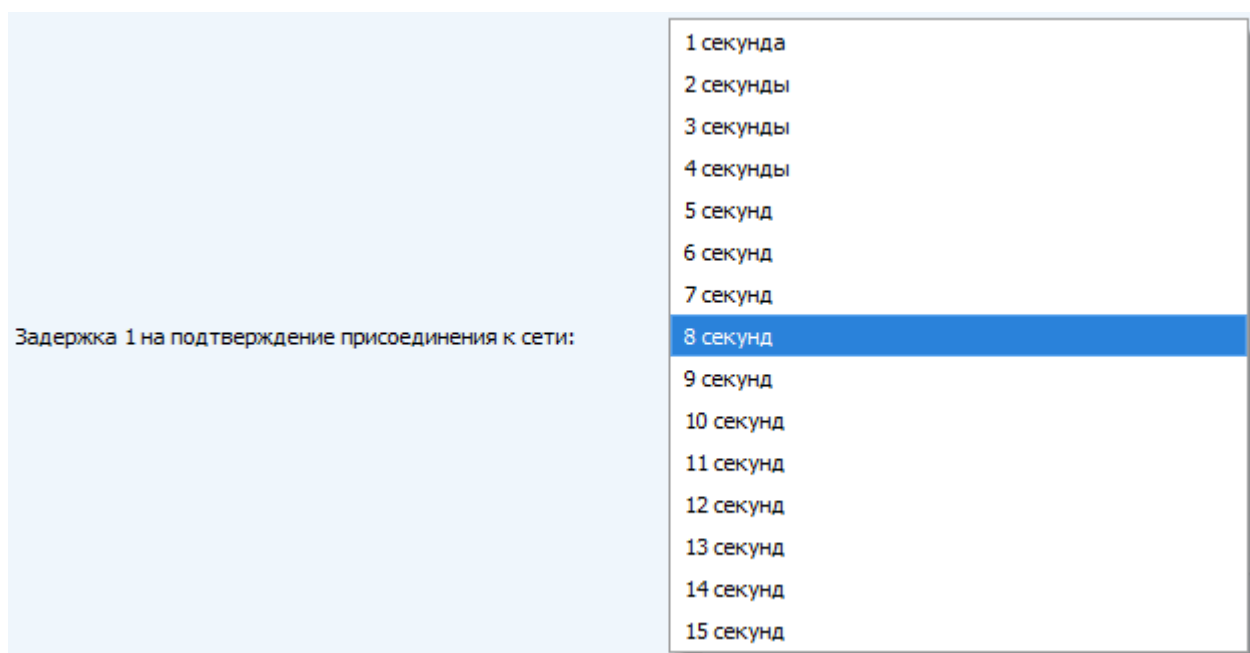 1 секунда
2 секунды
3 секунды
4 секунды
5 секунд
6 секунд
7 секунд
Задержка 1 на подтверждение присоединения к сети:
8 секунд
9 секунд
10 секунд
11 секунд
12 секунд
13 секунд
14 секунд
15 секунд